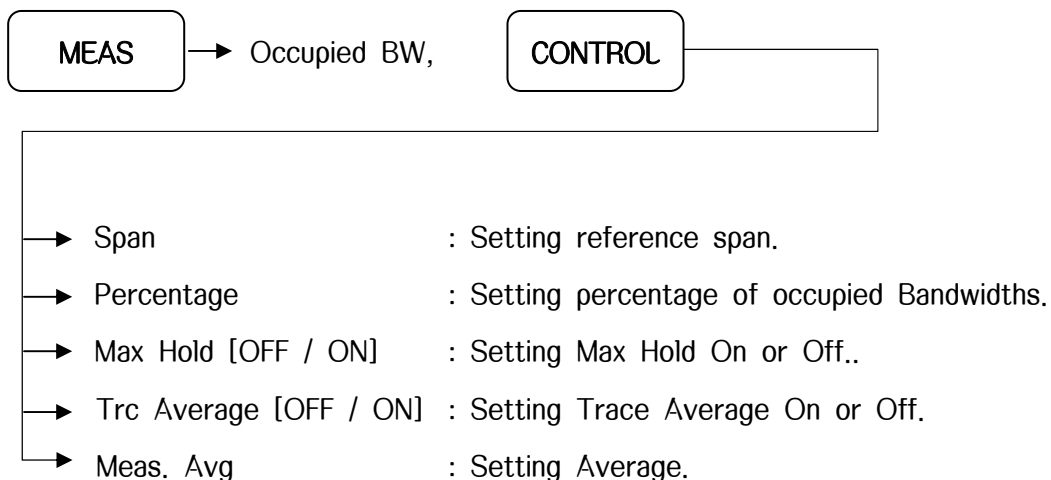 MEAS Occupied BW, CONTROL
Span : Setting reference span.
Percentage : Setting percentage of occupied Bandwidths.
Max Hold [OFF / ON] : Setting Max Hold On or Off..
Trc Average [OFF / ON] : Setting Trace Average On or Off.
Meas. Avg : Setting Average.